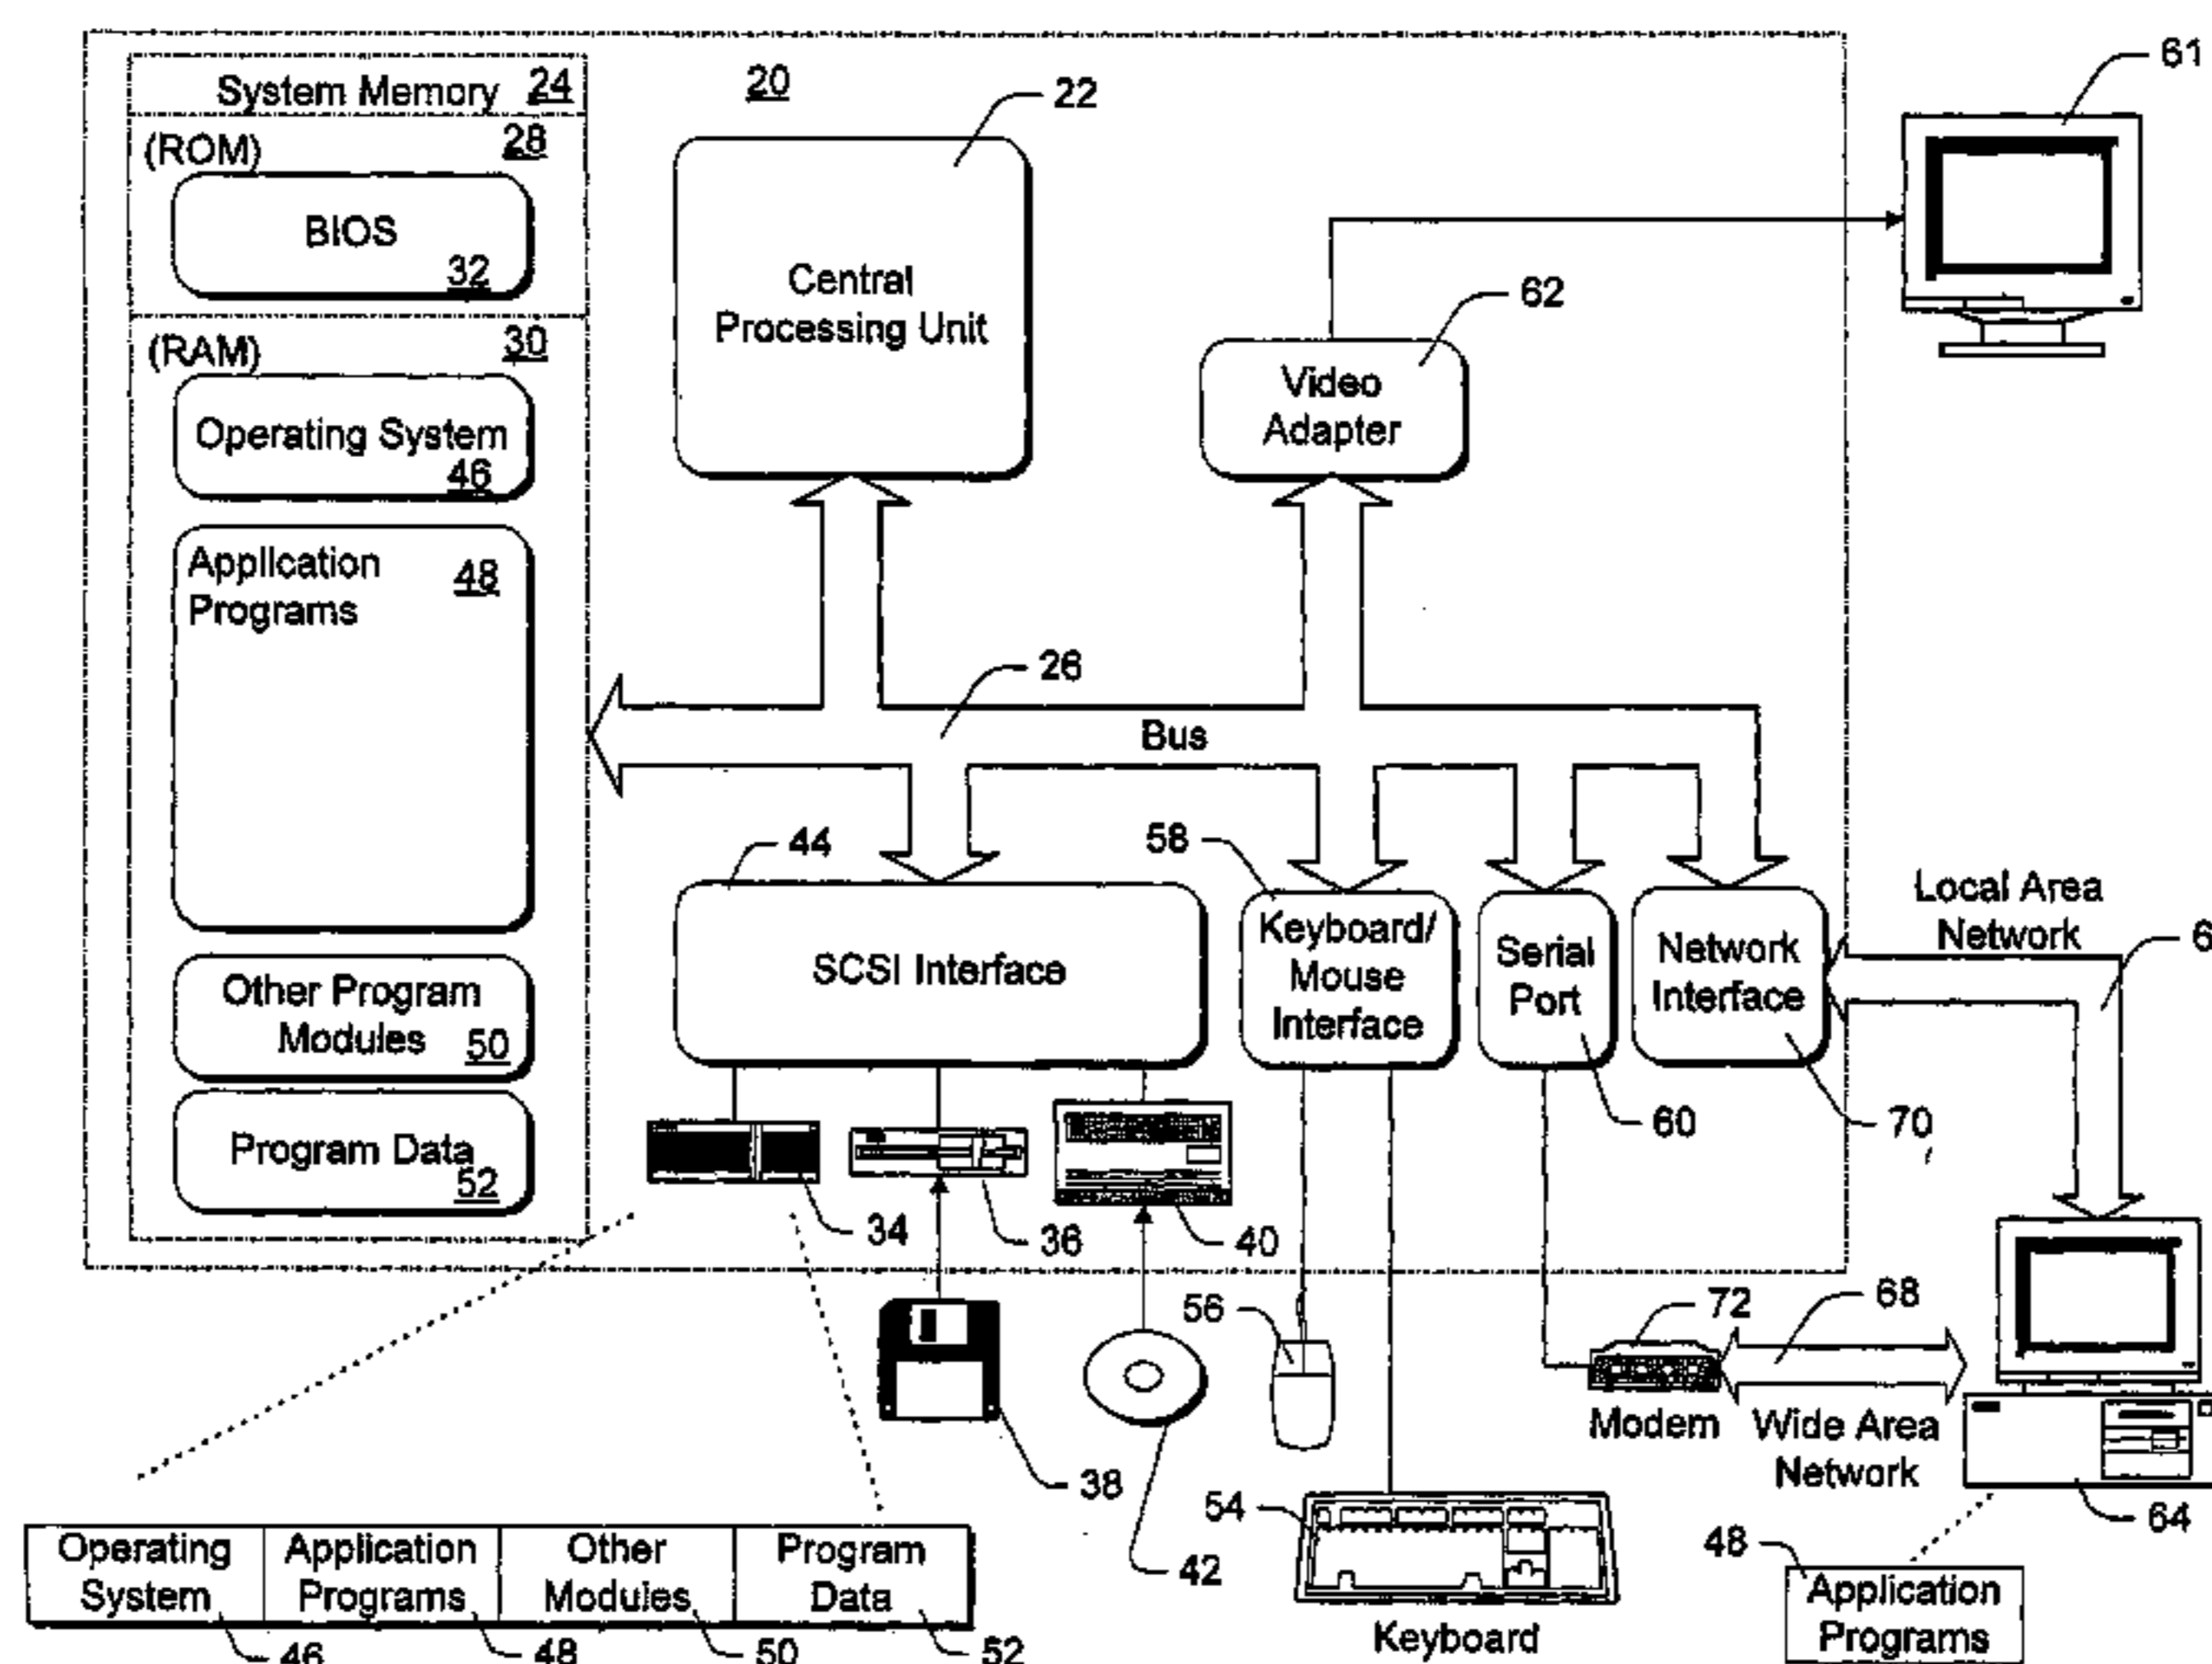 System Memory 24
20
22
61
(ROM) 28
BIOS
32
Central
Processing Unit
62
Video
Adapter
(RAM) 30
Operating System
46
Application 48
Programs
26
Bus
44
SCSI Interface
58
Keyboard/
Mouse
Interface
Serial
Port
60
Network
Interface
70
Local Area
Network
Other Program
Modules 50
Program Data
52
34
36
40
38
42
56
72
68
Modem
Wide Area
Network
64
54
Keyboard
48
Application
Programs
Operating
System
46
Application
Programs
48
Other
Modules
50
Program
Data
52